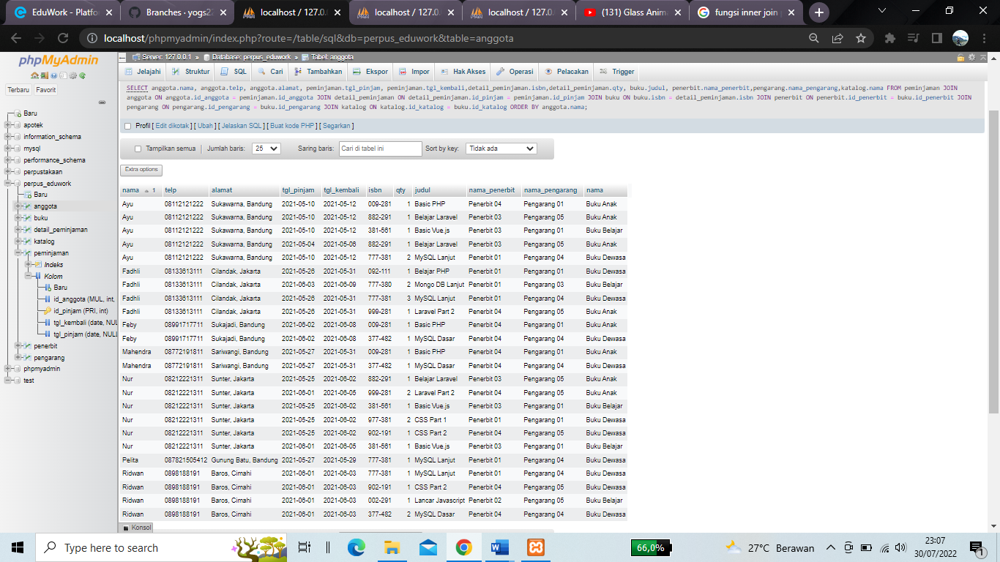 EduWork - Platfo
Branches · yogs22
localhost / 127.0.
localhost / 127.0.
localhost / 127.0.
(131) Glass Anima
fungsi inner join p
localhost/phpmyadmin/index.php?route=/table/sql&db=perpus_eduwork&table=anggota
phpMyAdmin
Terbaru Favorit
Baru
apotek
information_schema
mysql
performance_schema
perpustakaan
perpus_eduwork
Baru
anggota
buku
detail_peminjaman
katalog
peminjaman
Indeks
Kolom
Baru
id_anggota (MUL, int,
id_pinjam (PRI, int)
tgl_kembali (date, NUL
tgl_pinjam (date, NULL
penerbit
pengarang
phpmyadmin
test
Server: 127.0.0.1 » Database: perpus_eduwork » Tabel: anggota
Jelajahi Struktur SQL Cari Tambahkan Ekspor Impor Hak Akses Operasi Pelacakan Trigger
SELECT anggota.nama, anggota.telp, anggota.alamat, peminjaman.tgl_pinjam, peminjaman.tgl_kembali,detail_peminjaman.isbn,detail_peminjaman.qty, buku.judul, penerbit.nama_penerbit,pengarang.nama_pengarang,katalog.nama FROM peminjaman JOIN
anggota ON anggota.id_anggota = peminjaman.id_anggota JOIN detail_peminjaman ON detail_peminjaman.id_pinjam = peminjaman.id_pinjam JOIN buku ON buku.isbn = detail_peminjaman.isbn JOIN penerbit ON penerbit.id_penerbit = buku.id_penerbit JOIN
pengarang ON pengarang.id_pengarang = buku.id_pengarang JOIN katalog ON katalog.id_katalog = buku.id_katalog ORDER BY anggota.nama;
Profil [ Edit dikotak ] [ Ubah ] [ Jelaskan SQL ] [ Buat kode PHP ] [ Segarkan ]
Tampilkan semua | Jumlah baris: 25 Saring baris: Cari di tabel ini Sort by key: Tidak ada
Extra options
nama 1 telp alamat tgl_pinjam tgl_kembali isbn qty judul nama_penerbit nama_pengarang nama
Ayu 08112121222 Sukawarna, Bandung 2021-05-10 2021-05-12 009-281 1 Basic PHP Penerbit 04 Pengarang 01 Buku Anak
Ayu 08112121222 Sukawarna, Bandung 2021-05-10 2021-05-12 882-291 1 Belajar Laravel Penerbit 03 Pengarang 05 Buku Anak
Ayu 08112121222 Sukawarna, Bandung 2021-05-10 2021-05-12 381-561 1 Basic Vue.js Penerbit 03 Pengarang 01 Buku Belajar
Ayu 08112121222 Sukawarna, Bandung 2021-05-04 2021-05-06 882-291 1 Belajar Laravel Penerbit 03 Pengarang 05 Buku Anak
Ayu 08112121222 Sukawarna, Bandung 2021-05-10 2021-05-12 777-381 2 MySQL Lanjut Penerbit 01 Pengarang 04 Buku Dewasa
Fadhli 08133613111 Cilandak, Jakarta 2021-05-26 2021-05-31 092-111 1 Belajar PHP Penerbit 01 Pengarang 01 Buku Dewasa
Fadhli 08133613111 Cilandak, Jakarta 2021-06-03 2021-06-09 777-380 2 Mongo DB Lanjut Penerbit 01 Pengarang 03 Buku Belajar
Fadhli 08133613111 Cilandak, Jakarta 2021-05-26 2021-05-31 777-381 3 MySQL Lanjut Penerbit 01 Pengarang 04 Buku Dewasa
Fadhli 08133613111 Cilandak, Jakarta 2021-05-26 2021-05-31 999-281 1 Laravel Part 2 Penerbit 04 Pengarang 05 Buku Anak
Feby 08991717711 Sukajadi, Bandung 2021-06-02 2021-06-08 009-281 1 Basic PHP Penerbit 04 Pengarang 01 Buku Anak
Feby 08991717711 Sukajadi, Bandung 2021-06-02 2021-06-08 377-482 1 MySQL Dasar Penerbit 04 Pengarang 04 Buku Dewasa
Mahendra 08772191811 Sariwangi, Bandung 2021-05-27 2021-05-31 009-281 1 Basic PHP Penerbit 04 Pengarang 01 Buku Anak
Mahendra 08772191811 Sariwangi, Bandung 2021-05-27 2021-05-31 377-482 1 MySQL Dasar Penerbit 04 Pengarang 04 Buku Dewasa
Nur 08212221311 Sunter, Jakarta 2021-05-25 2021-06-02 882-291 1 Belajar Laravel Penerbit 03 Pengarang 05 Buku Anak
Nur 08212221311 Sunter, Jakarta 2021-06-01 2021-06-05 999-281 2 Laravel Part 2 Penerbit 04 Pengarang 05 Buku Anak
Nur 08212221311 Sunter, Jakarta 2021-05-25 2021-06-02 381-561 1 Basic Vue.js Penerbit 03 Pengarang 01 Buku Belajar
Nur 08212221311 Sunter, Jakarta 2021-05-25 2021-06-02 977-381 2 CSS Part 1 Penerbit 01 Pengarang 01 Buku Dewasa
Nur 08212221311 Sunter, Jakarta 2021-05-25 2021-06-02 902-191 1 CSS Part 2 Penerbit 04 Pengarang 05 Buku Dewasa
Nur 08212221311 Sunter, Jakarta 2021-06-01 2021-06-05 381-561 1 Basic Vue.js Penerbit 03 Pengarang 01 Buku Belajar
Pelita 087821505412 Gunung Batu, Bandung 2021-05-27 2021-05-29 777-381 1 MySQL Lanjut Penerbit 01 Pengarang 04 Buku Dewasa
Ridwan 0898188191 Baros, Cimahi 2021-06-01 2021-06-03 777-381 1 MySQL Lanjut Penerbit 01 Pengarang 04 Buku Dewasa
Ridwan 0898188191 Baros, Cimahi 2021-06-01 2021-06-03 902-191 1 CSS Part 2 Penerbit 04 Pengarang 05 Buku Dewasa
Ridwan 0898188191 Baros, Cimahi 2021-06-01 2021-06-03 002-291 1 Lancar Javascript Penerbit 02 Pengarang 05 Buku Belajar
Ridwan 0898188191 Baros, Cimahi 2021-06-01 2021-06-03 377-482 2 MySQL Dasar Penerbit 04 Pengarang 04 Buku Dewasa
Konsol
Type here to search
66,0%
27°C Berawan
23:07
30/07/2022
1